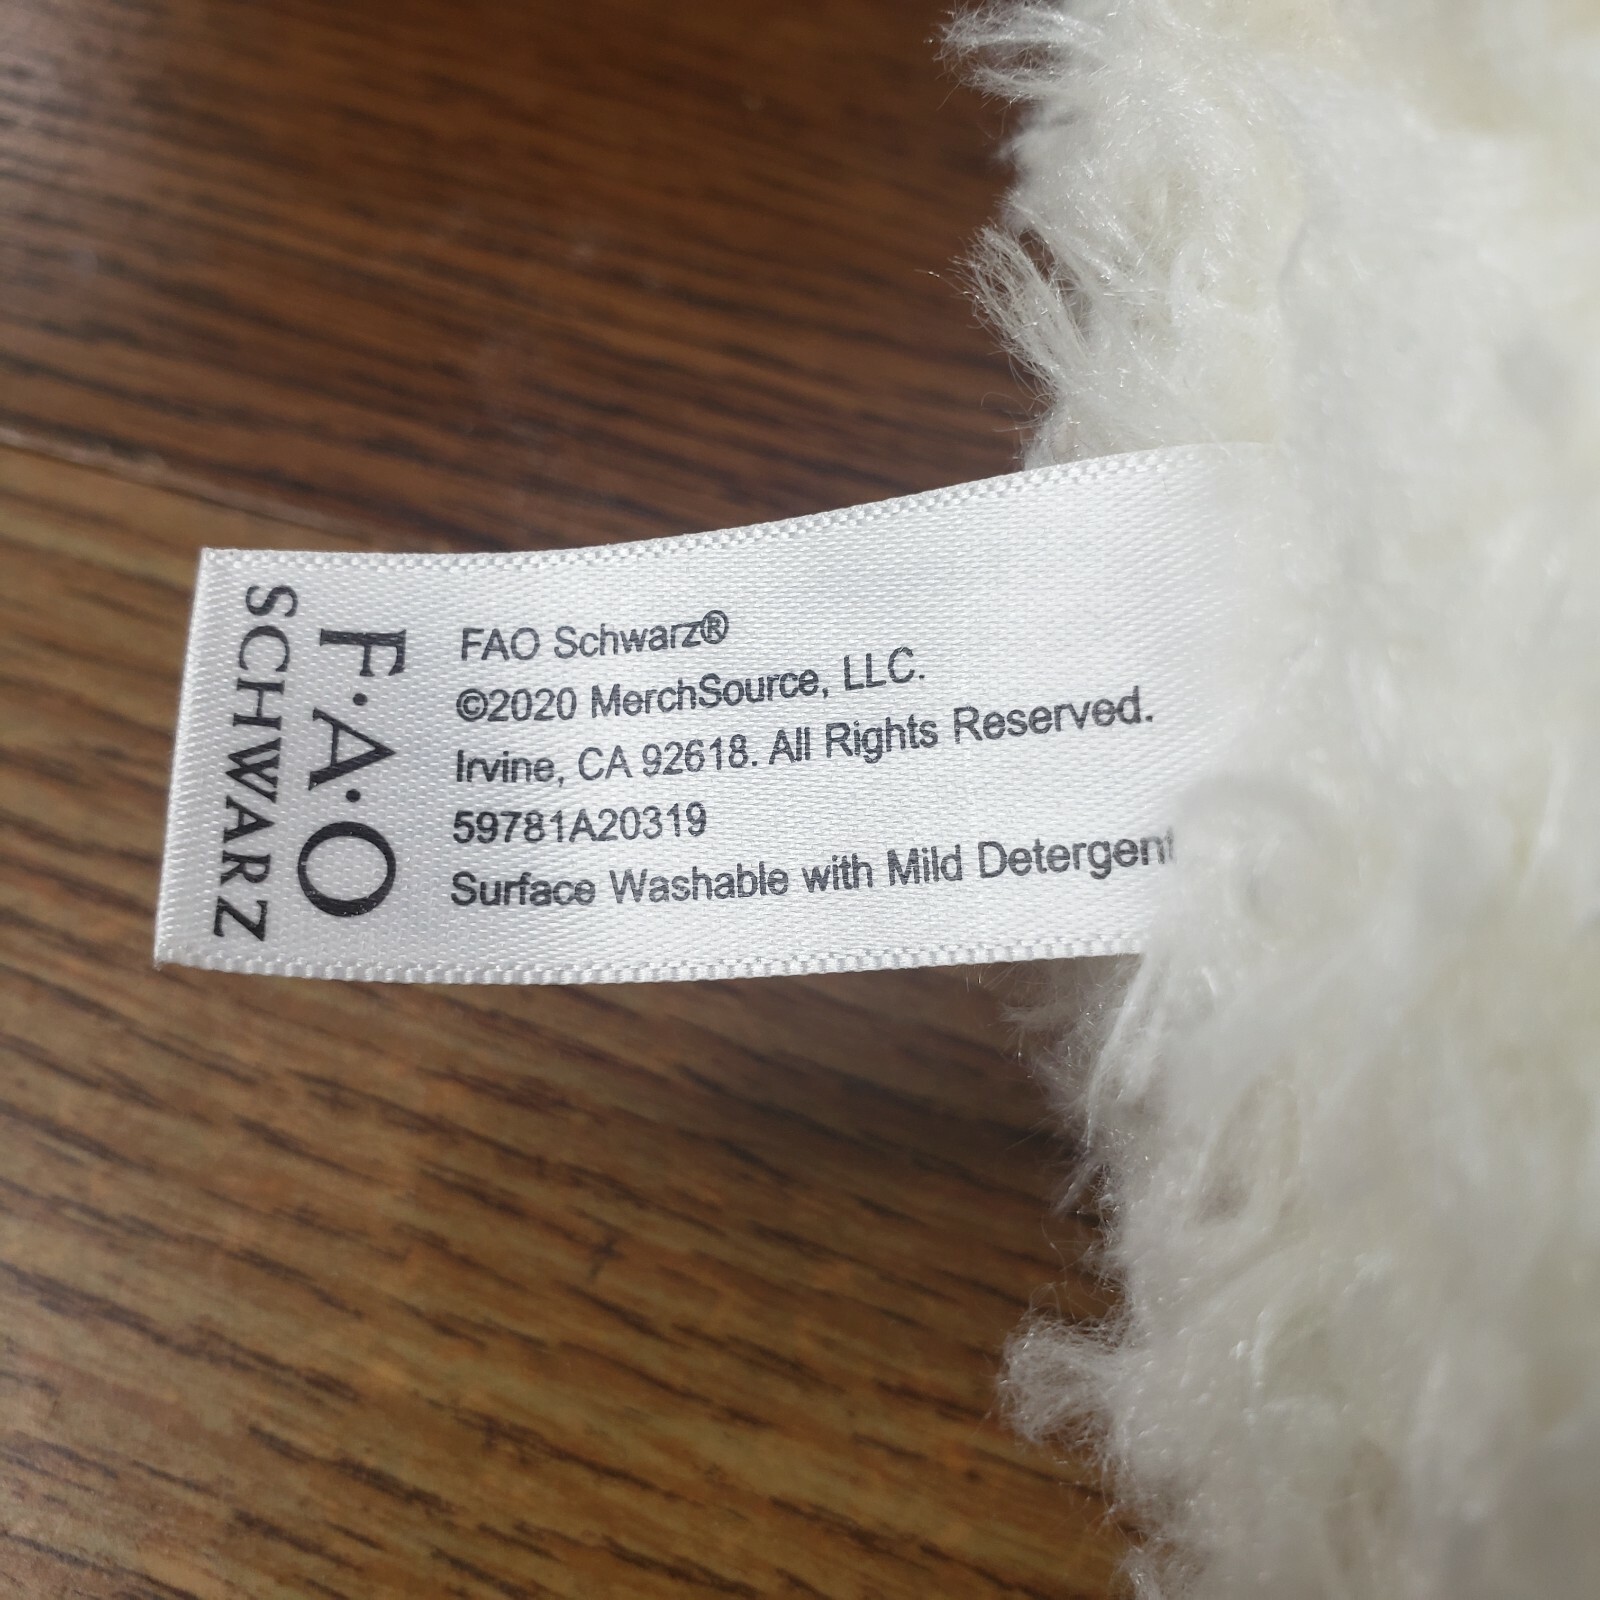 F·A·O
SCHWARZ
FAO Schwarz®
©2020 MerchSource, LLC.
Irvine, CA 92618. All Rights Reserved.
59781A20319
Surface Washable with Mild Detergent